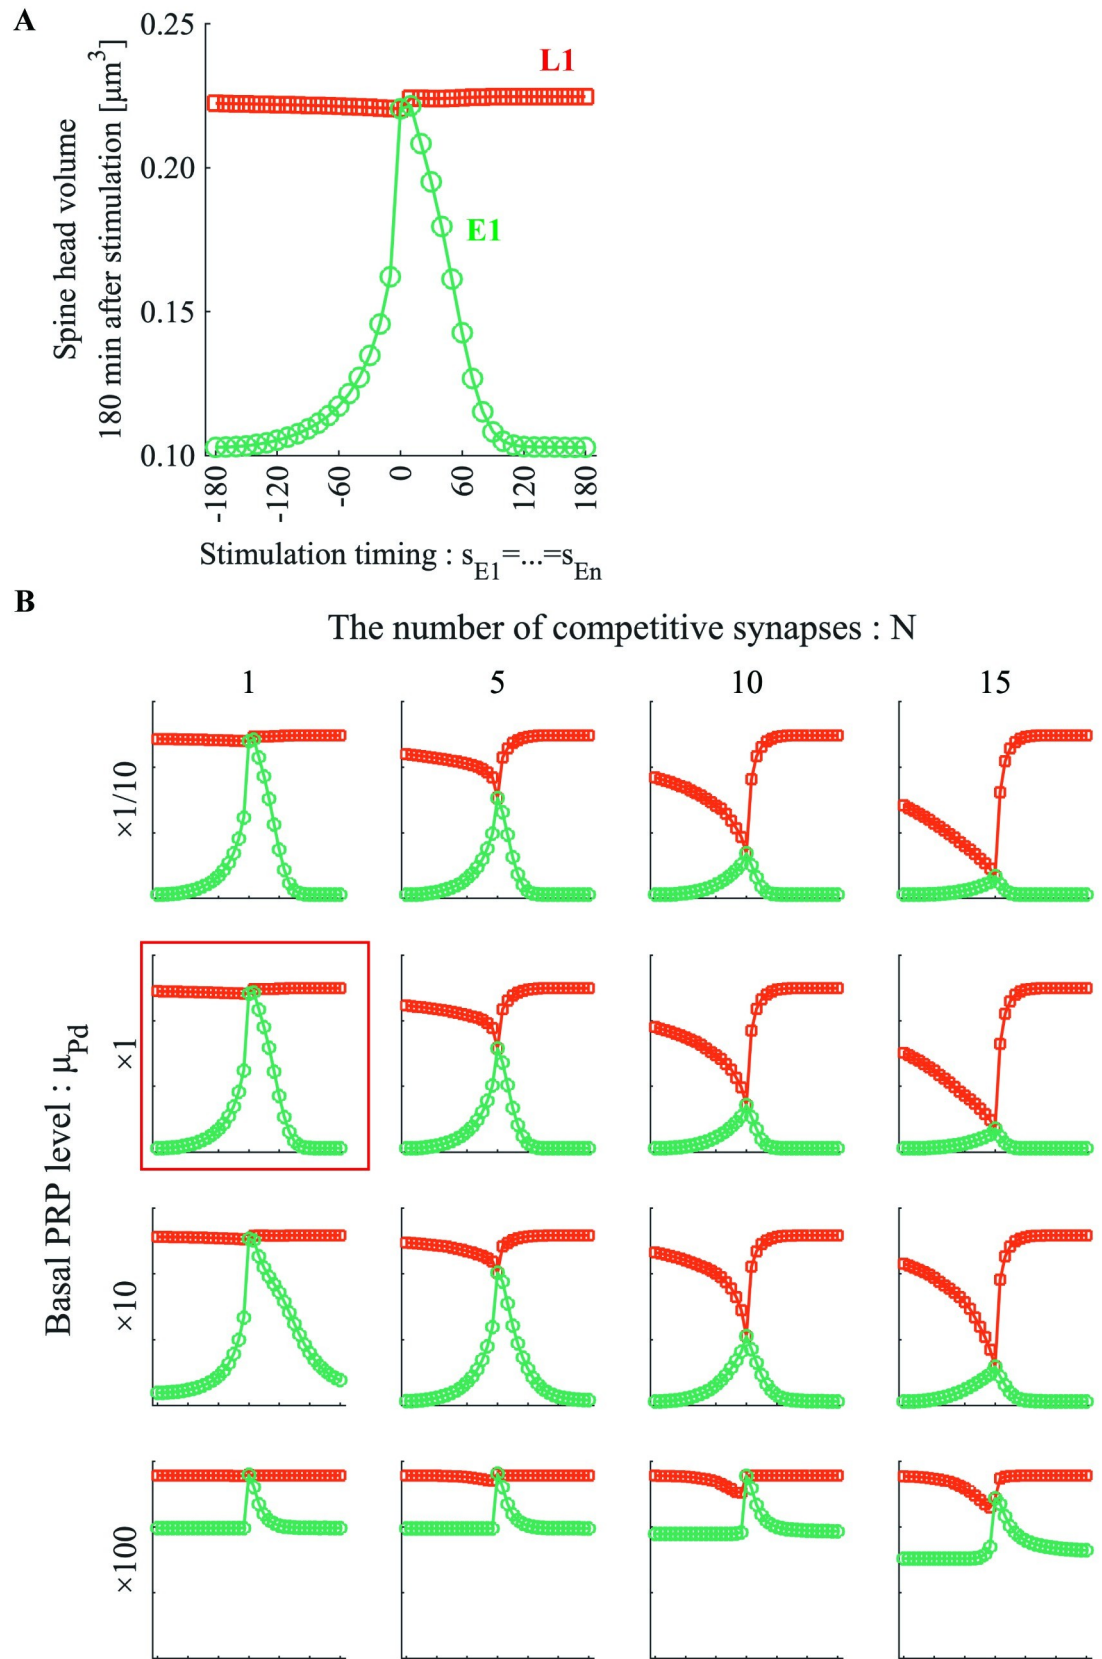 A
0.25
0.20
0.15
0.10
Spine head volume
180 min after stimulation [μm³]
L1
E1
-180
-120
-60
0
60
120
180
Stimulation timing : sE1=...=sEn
B
The number of competitive synapses : N
1
5
10
15
Basal PRP level : μPd
×1/10
×1
×10
×100